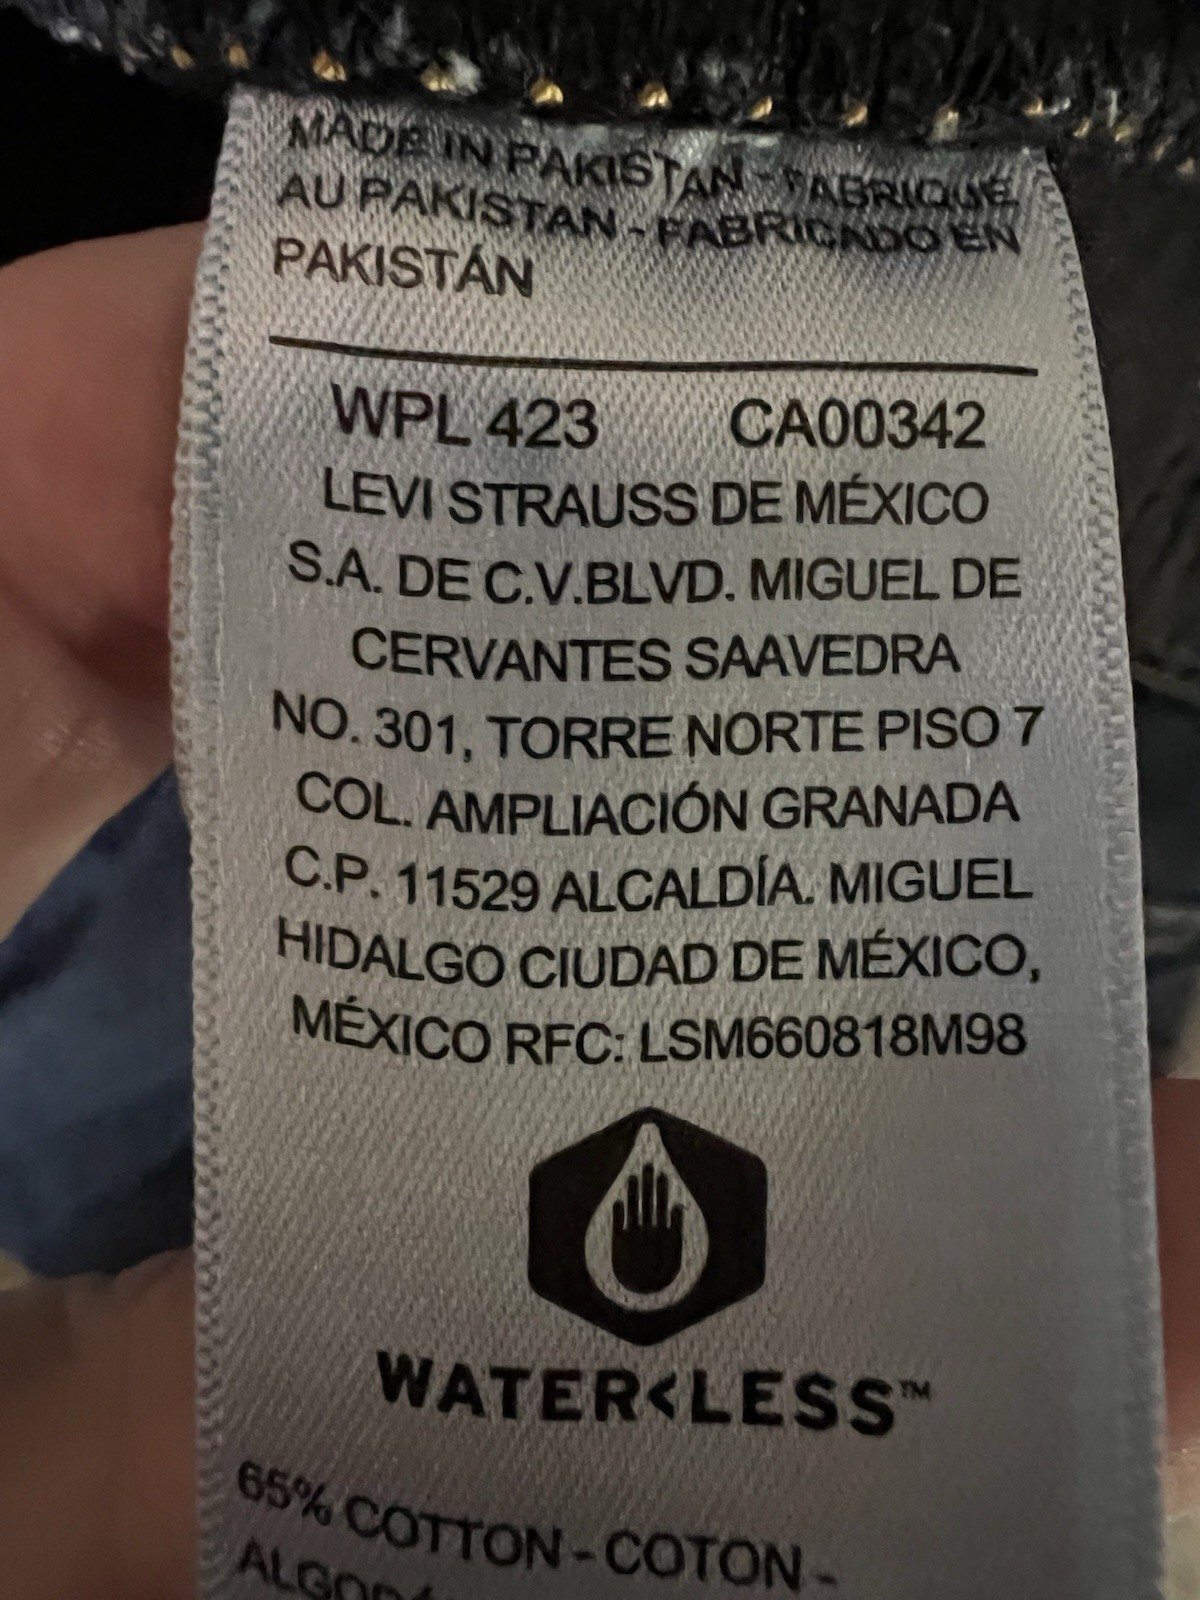 MADE IN PAKISTAN - FABRIQUÉ
AU PAKISTAN - FABRICADO EN
PAKISTÁN
WPL 423 CA00342
LEVI STRAUSS DE MÉXICO
S.A. DE C.V.BLVD. MIGUEL DE
CERVANTES SAAVEDRA
NO. 301, TORRE NORTE PISO 7
COL. AMPLIACIÓN GRANADA
C.P. 11529 ALCALDÍA. MIGUEL
HIDALGO CIUDAD DE MÉXICO,
MÉXICO RFC: LSM660818M98
WATER<LESS™
65% COTTON - COTON -